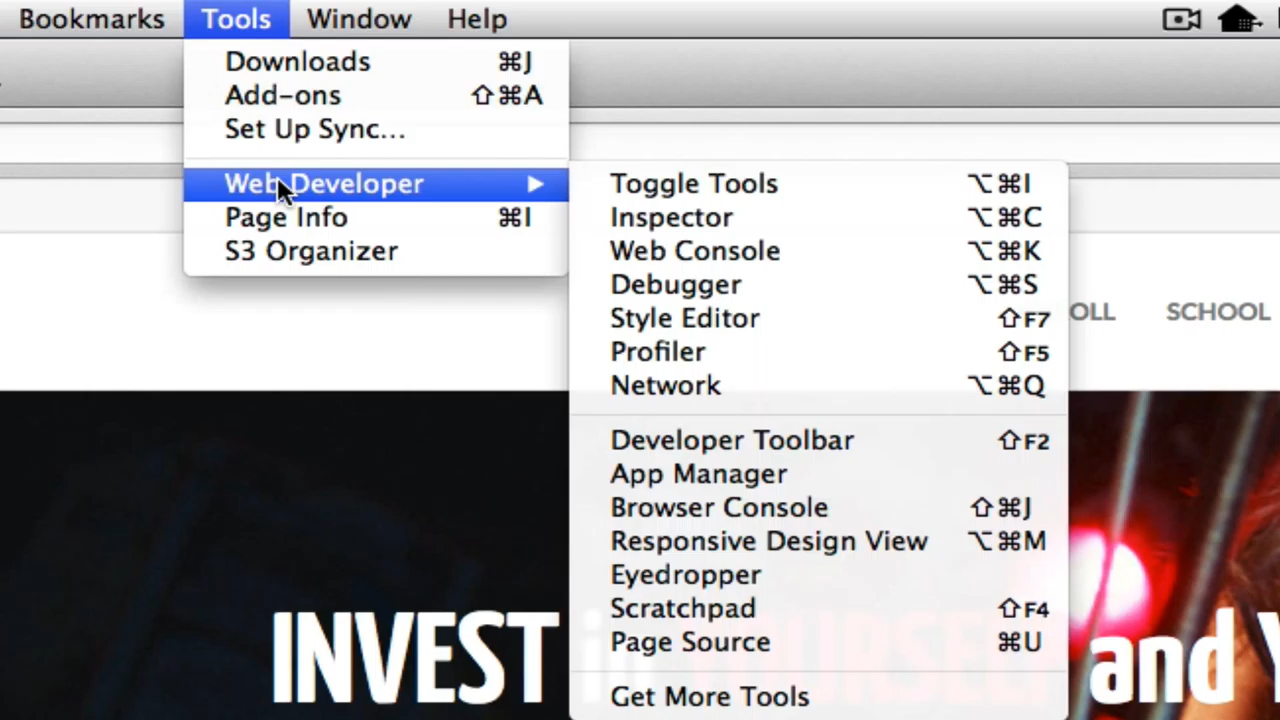 Bookmarks Tools Window Help
Downloads ⌘J
Add-ons ⇧⌘A
Set Up Sync...
Web Developer ▶
Page Info ⌘I
S3 Organizer
Toggle Tools ⌥⌘I
Inspector ⌥⌘C
Web Console ⌥⌘K
Debugger ⌥⌘S
Style Editor ⇧F7
Profiler ⇧F5
Network ⌥⌘Q
Developer Toolbar ⇧F2
App Manager
Browser Console ⇧⌘J
Responsive Design View ⌥⌘M
Eyedropper
Scratchpad ⇧F4
Page Source ⌘U
Get More Tools
OLL SCHOOL
INVEST in YOURSELF and Y